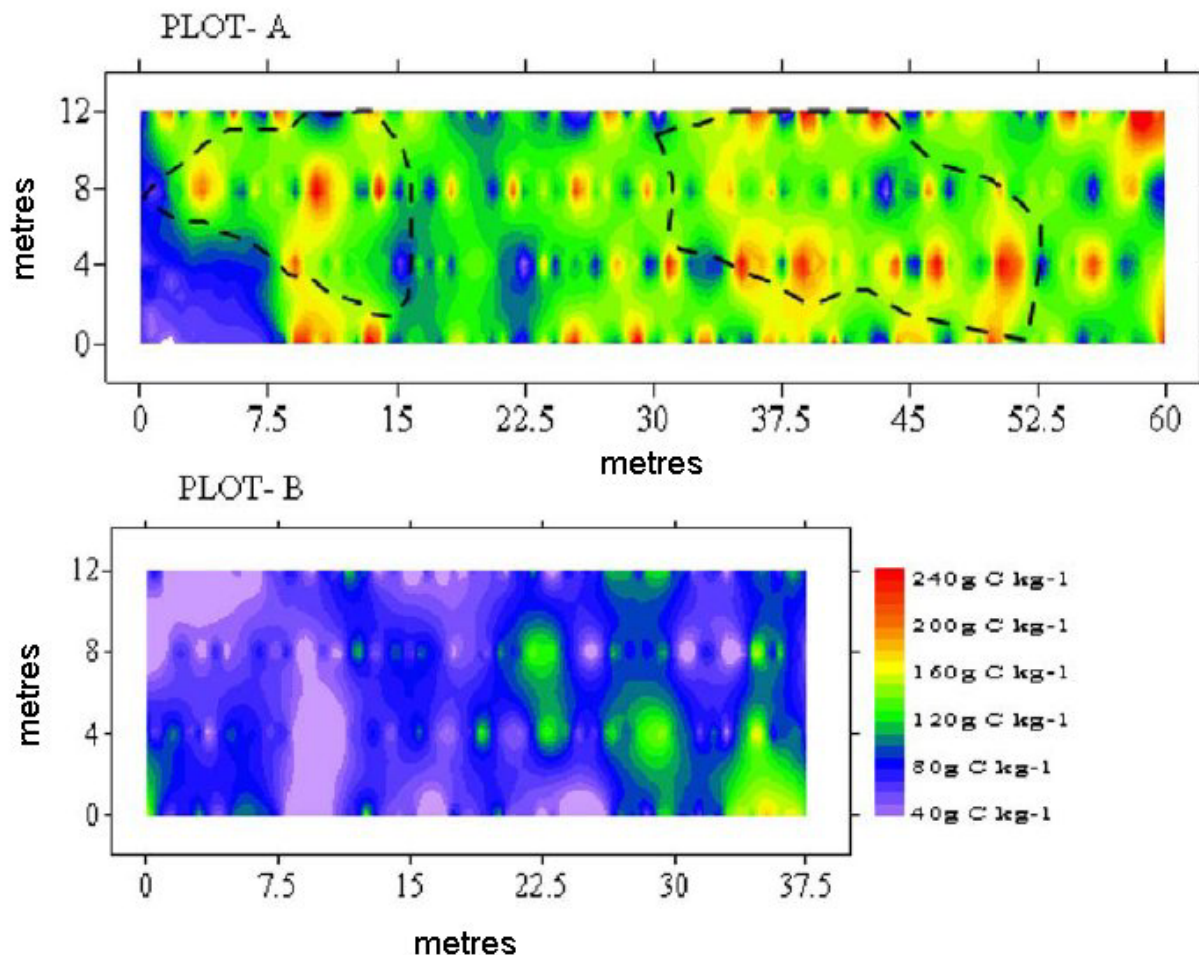 PLOT- A
metres
12
8
4
0
0 7.5 15 22.5 30 37.5 45 52.5 60
metres
PLOT- B
metres
12
8
4
0
0 7.5 15 22.5 30 37.5
metres
240g C kg-1
200g C kg-1
160g C kg-1
120g C kg-1
80g C kg-1
40g C kg-1